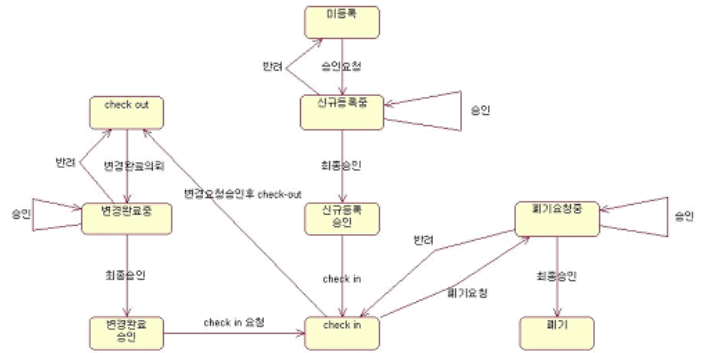 미등록
반려
승인요청
신규등록중
승인
check out
최종승인
반려
변경완료의뢰
변경요청승인후 check-out
승인
변경완료중
신규등록
승인
폐기요청중
승인
반려
최종승인
check in
폐기요청
최종승인
변경완료
승인
check in 요청
check in
폐기